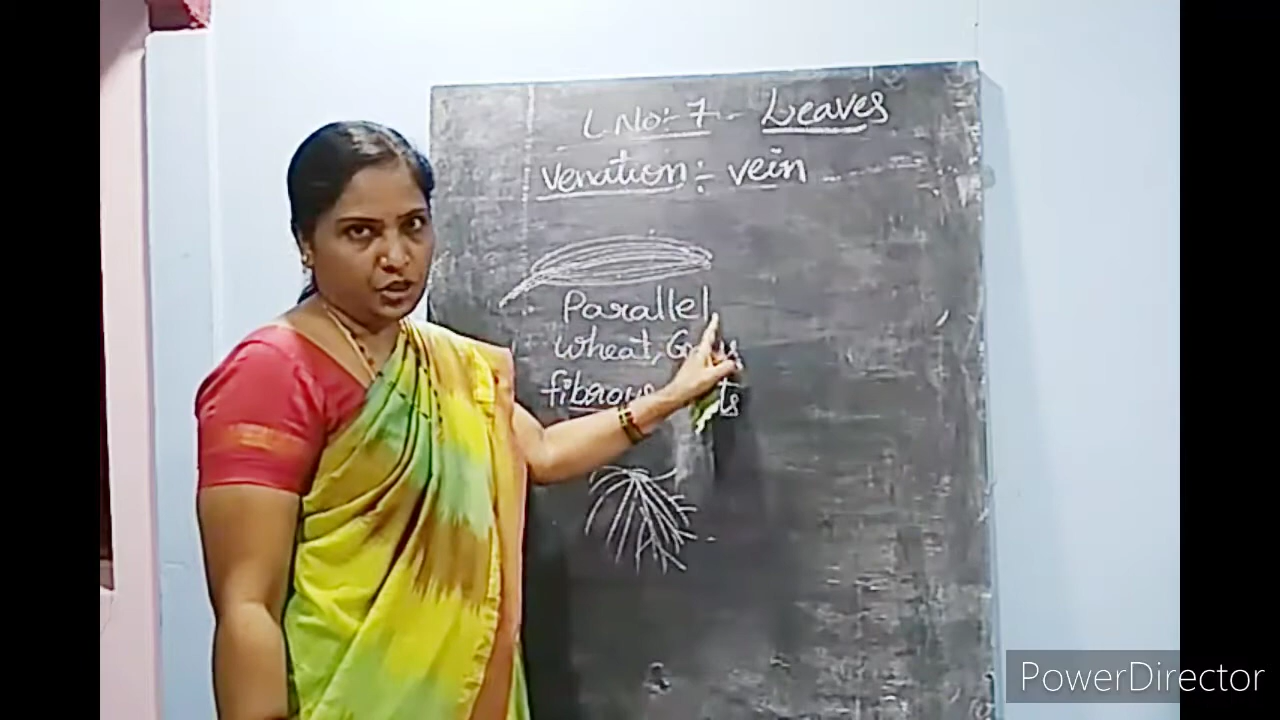 L No:- 7 - Leaves
Venation :- vein
Parallel
Wheat,
fibrous
PowerDirector